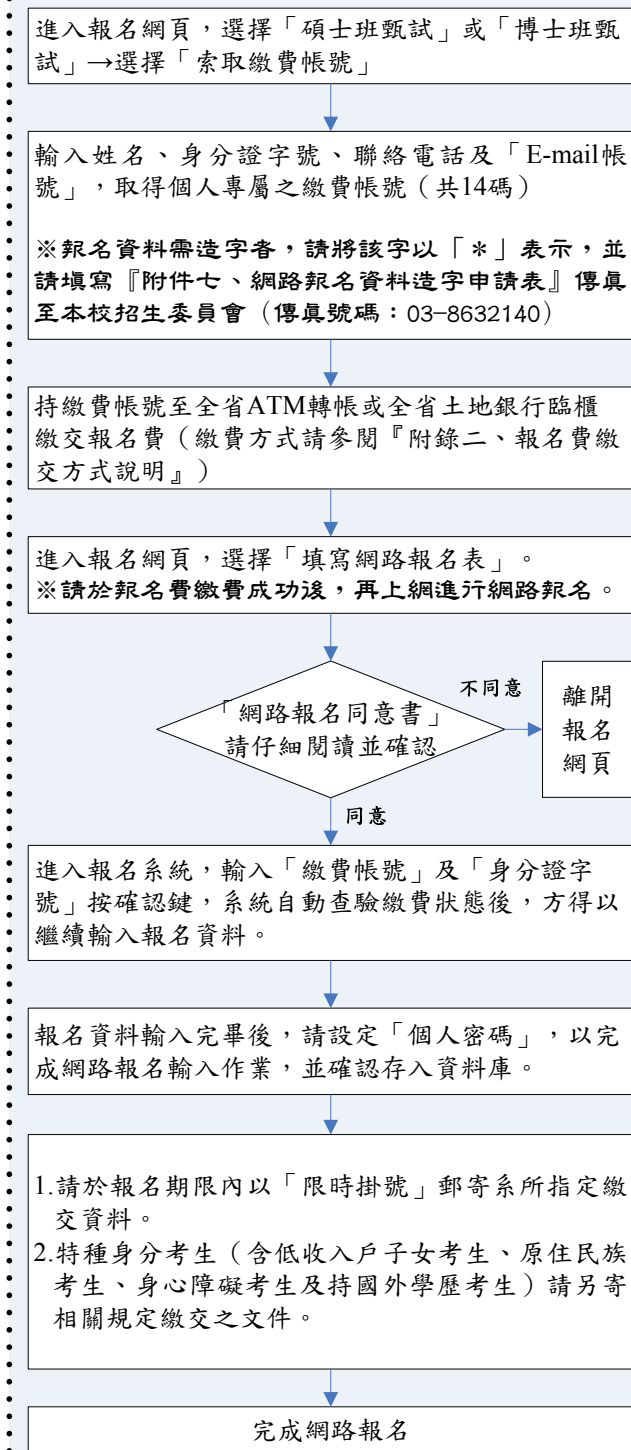 進入報名網頁，選擇「碩士班甄試」或「博士班甄
試」→選擇「索取繳費帳號」
輸入姓名、身分證字號、聯絡電話及「E-mail帳
號」，取得個人專屬之繳費帳號（共14碼）
※報名資料需造字者，請將該字以「＊」表示，並
請填寫『附件七、網路報名資料造字申請表』傳真
至本校招生委員會（傳真號碼：03-8632140）
持繳費帳號至全省ATM轉帳或全省土地銀行臨櫃
繳交報名費（繳費方式請參閱『附錄二、報名費繳
交方式說明』）
進入報名網頁，選擇「填寫網路報名表」。
※請於報名費繳費成功後，再上網進行網路報名。
「網路報名同意書」
請仔細閱讀並確認
不同意
離開
報名
網頁
同意
進入報名系統，輸入「繳費帳號」及「身分證字
號」按確認鍵，系統自動查驗繳費狀態後，方得以
繼續輸入報名資料。
報名資料輸入完畢後，請設定「個人密碼」，以完
成網路報名輸入作業，並確認存入資料庫。
1.請於報名期限內以「限時掛號」郵寄系所指定繳
交資料。
2.特種身分考生（含低收入戶子女考生、原住民族
考生、身心障礙考生及持國外學歷考生）請另寄
相關規定繳交之文件。
完成網路報名